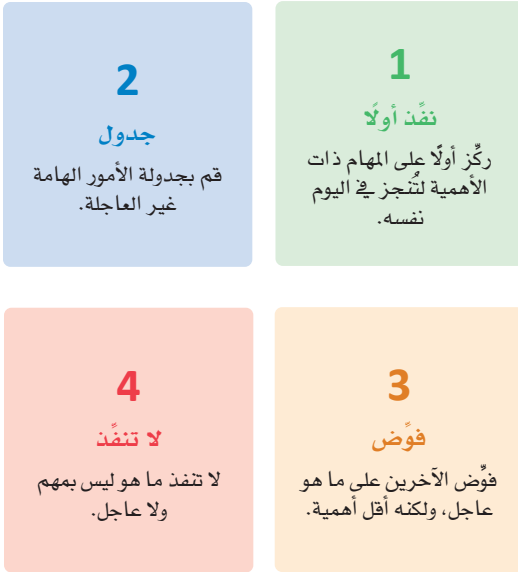 1
نفِّذ أولًا
ركِّز أولًا على المهام ذات
الأهمية لتُنجز في اليوم
نفسه.
2
جدول
قم بجدولة الأمور الهامة
غير العاجلة.
3
فوِّض
فوِّض الآخرين على ما هو
عاجل، ولكنه أقل أهمية.
4
لا تنفِّذ
لا تنفذ ما هو ليس بمهم
ولا عاجل.